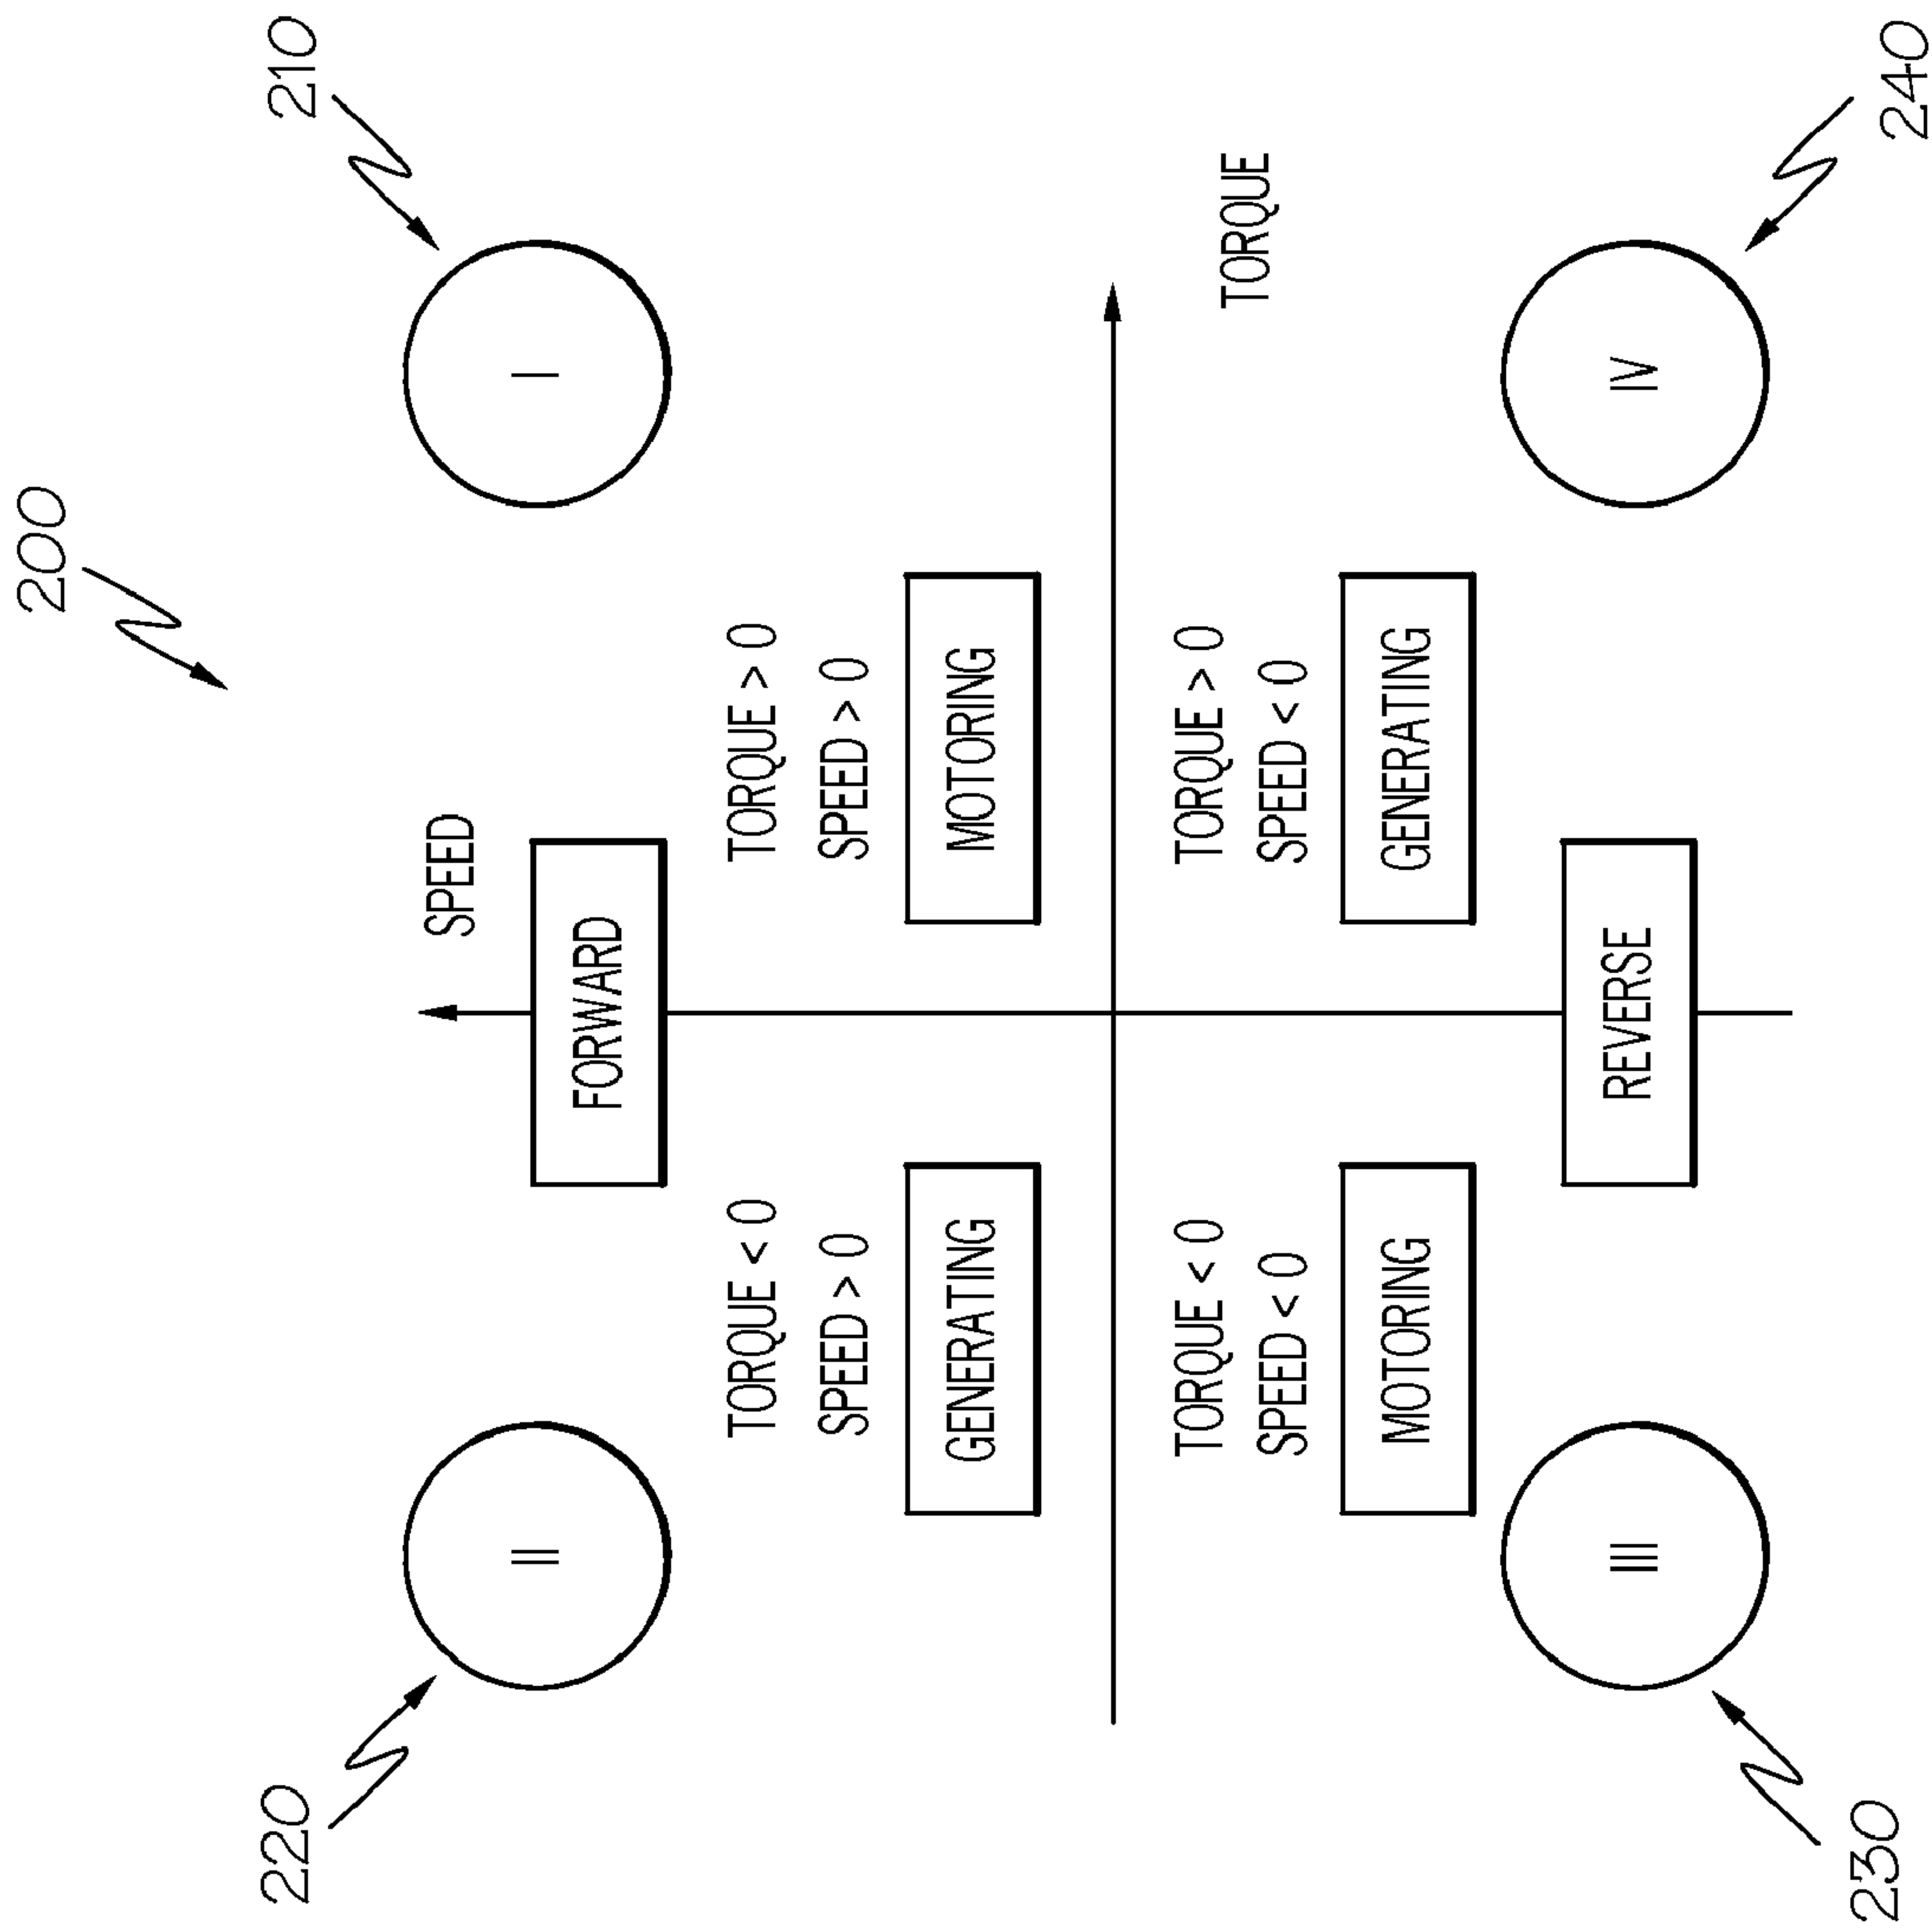 200
220
210
SPEED
II
I
FORWARD
TORQUE < 0
SPEED > 0
GENERATING
TORQUE > 0
SPEED > 0
MOTORING
TORQUE
TORQUE < 0
SPEED < 0
MOTORING
TORQUE > 0
SPEED < 0
GENERATING
REVERSE
III
IV
230
240